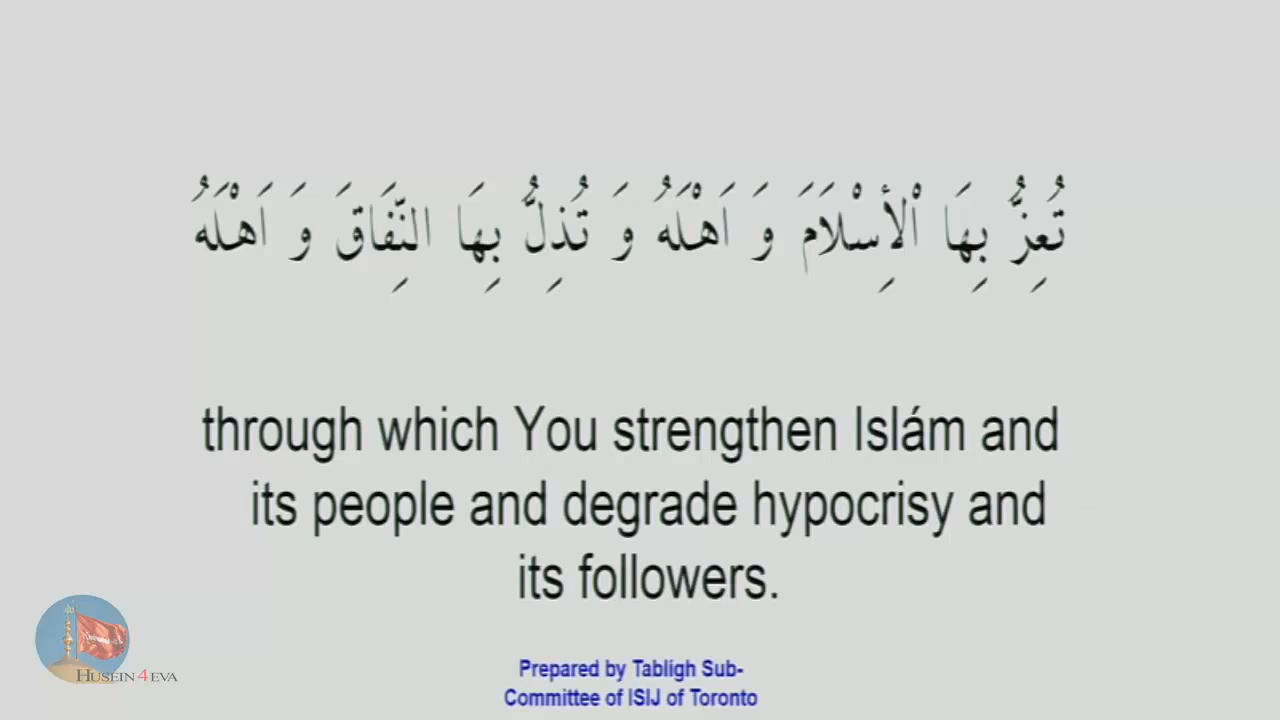 تُعِزُّ بِهَا الْأِسْلَامَ وَ اَهْلَهُ وَ تُذِلُّ بِهَا النِّفَاقَ وَ اَهْلَهُ
through which You strengthen Islám and
its people and degrade hypocrisy and
its followers.
HUSEIN 4 EVA
Prepared by Tabligh Sub-
Committee of ISIJ of Toronto